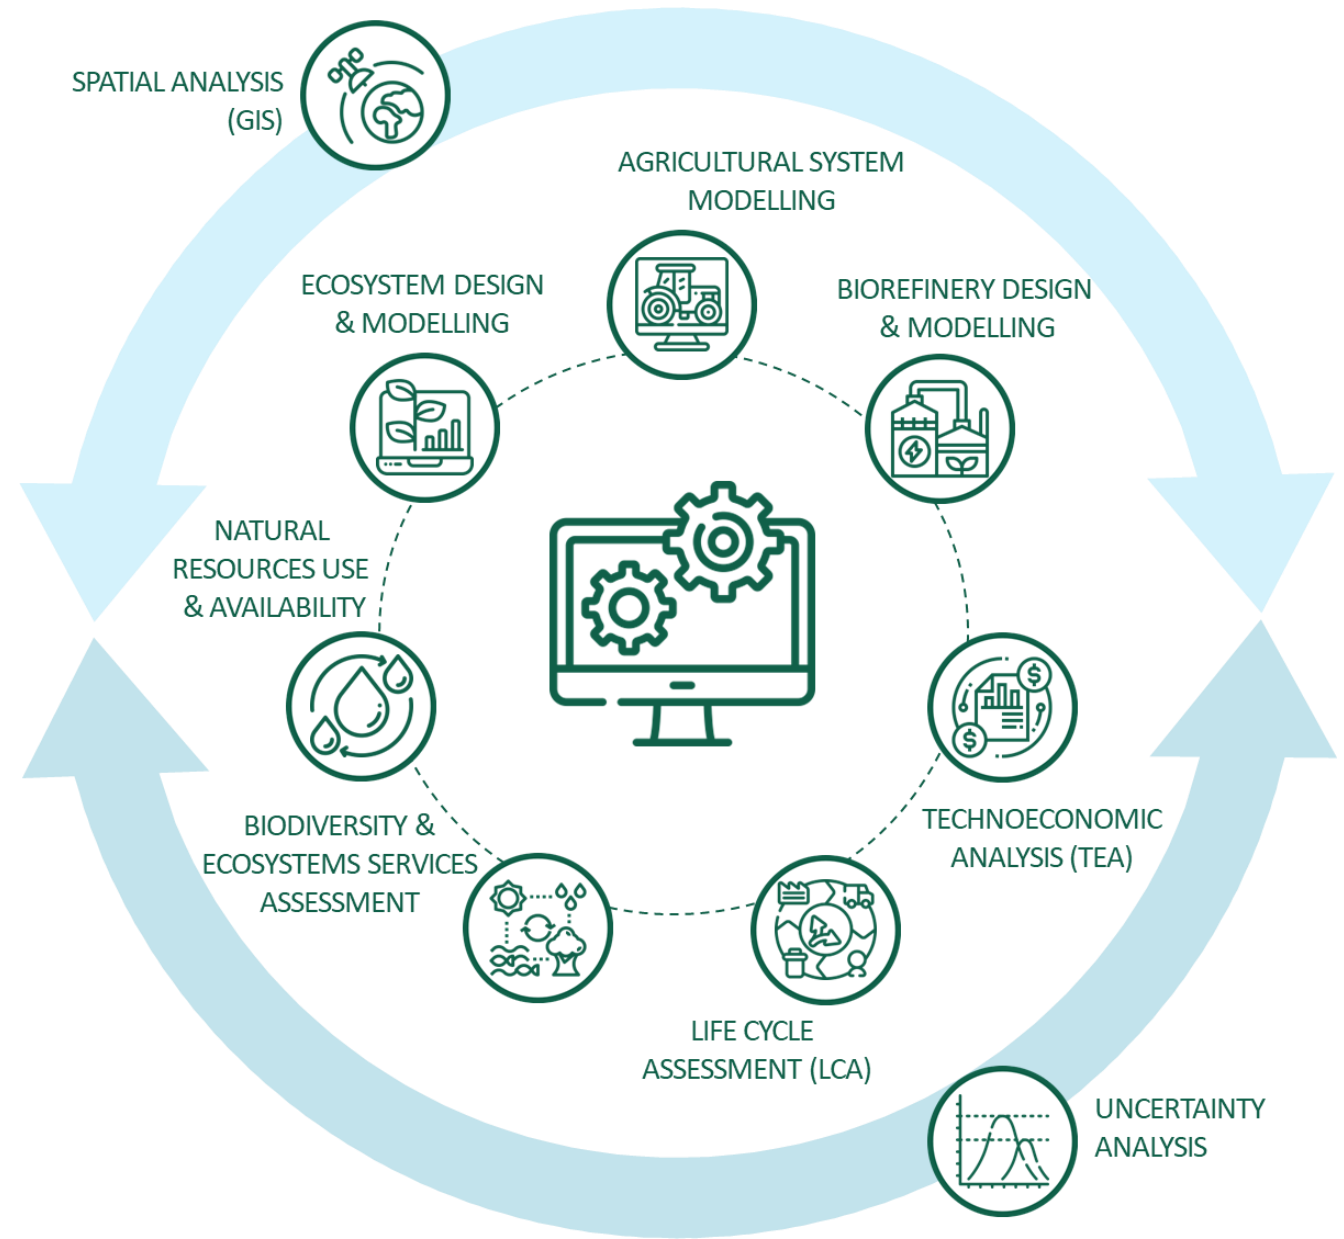 SPATIAL ANALYSIS
(GIS)
AGRICULTURAL SYSTEM
MODELLING
ECOSYSTEM DESIGN
& MODELLING
BIOREFINERY DESIGN
& MODELLING
NATURAL
RESOURCES USE
& AVAILABILITY
$
$
TECHNOECONOMIC
ANALYSIS (TEA)
BIODIVERSITY &
ECOSYSTEMS SERVICES
ASSESSMENT
LIFE CYCLE
ASSESSMENT (LCA)
UNCERTAINTY
ANALYSIS